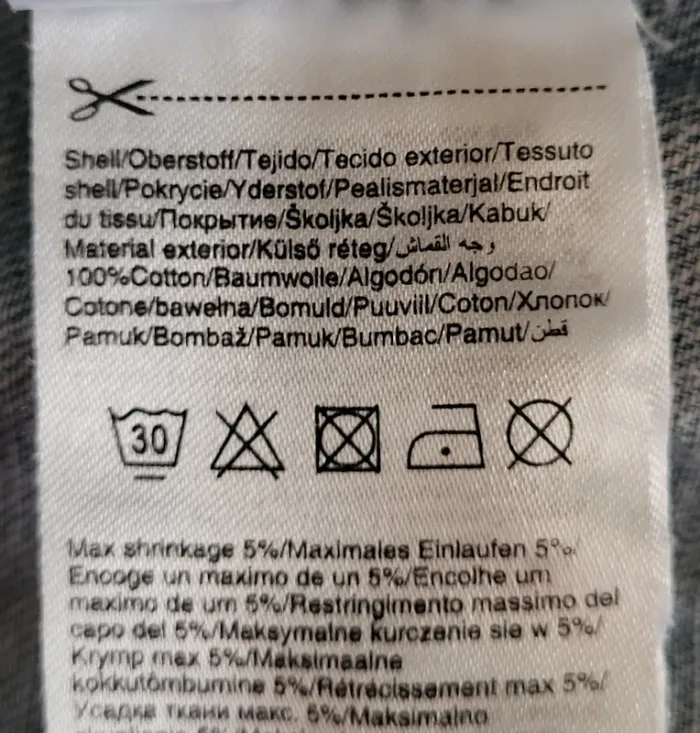 Shell/Oberstoff/Tejido/Tecido exterior/Tessuto
shell/Pokrycie/Yderstof/Pealismaterjal/Endroit
du tissu/Покрытие/Školjka/Školjka/Kabuk/
Material exterior/Külső réteg/وجه القماش
100%Cotton/Baumwolle/Algodón/Algodao/
Cotone/bawełna/Bomuld/Puuviil/Coton/Хлопок/
Pamuk/Bombaž/Pamuk/Bumbac/Pamut/قطن
30
Max shrinkage 5%/Maximales Einlaufen 5%/
Encoge un maximo de un 5%/Encolhe um
maximo de um 5%/Restringimento massimo del
capo del 5%/Maksymalne kurczenie sie w 5%/
Krymp max 5%/Maksimaalne
kokkutõmbumine 5%/Rétrécissement max 5%/
Усадка ткани макс. 5%/Maksimalno